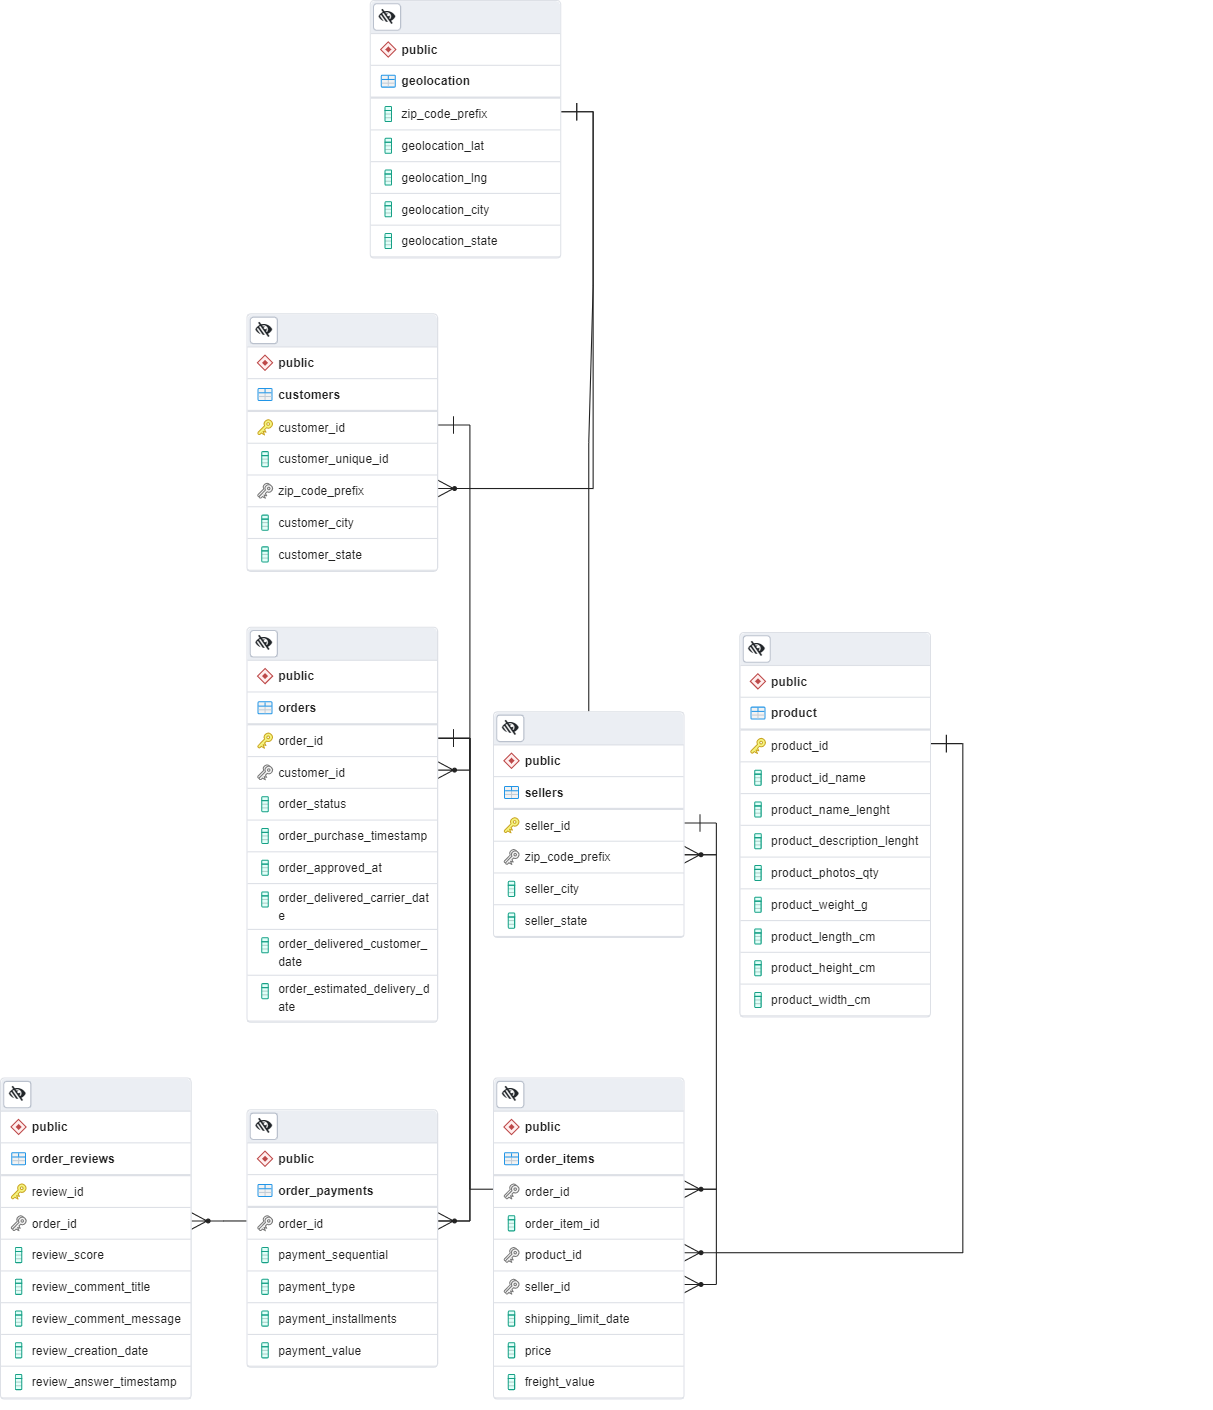 public
geolocation
zip_code_prefix
geolocation_lat
geolocation_lng
geolocation_city
geolocation_state
public
customers
customer_id
customer_unique_id
zip_code_prefix
customer_city
customer_state
public
orders
order_id
customer_id
order_status
order_purchase_timestamp
order_approved_at
order_delivered_carrier_dat
e
order_delivered_customer_
date
order_estimated_delivery_d
ate
public
sellers
seller_id
zip_code_prefix
seller_city
seller_state
public
product
product_id
product_id_name
product_name_lenght
product_description_lenght
product_photos_qty
product_weight_g
product_length_cm
product_height_cm
product_width_cm
public
order_reviews
review_id
order_id
review_score
review_comment_title
review_comment_message
review_creation_date
review_answer_timestamp
public
order_payments
order_id
payment_sequential
payment_type
payment_installments
payment_value
public
order_items
order_id
order_item_id
product_id
seller_id
shipping_limit_date
price
freight_value